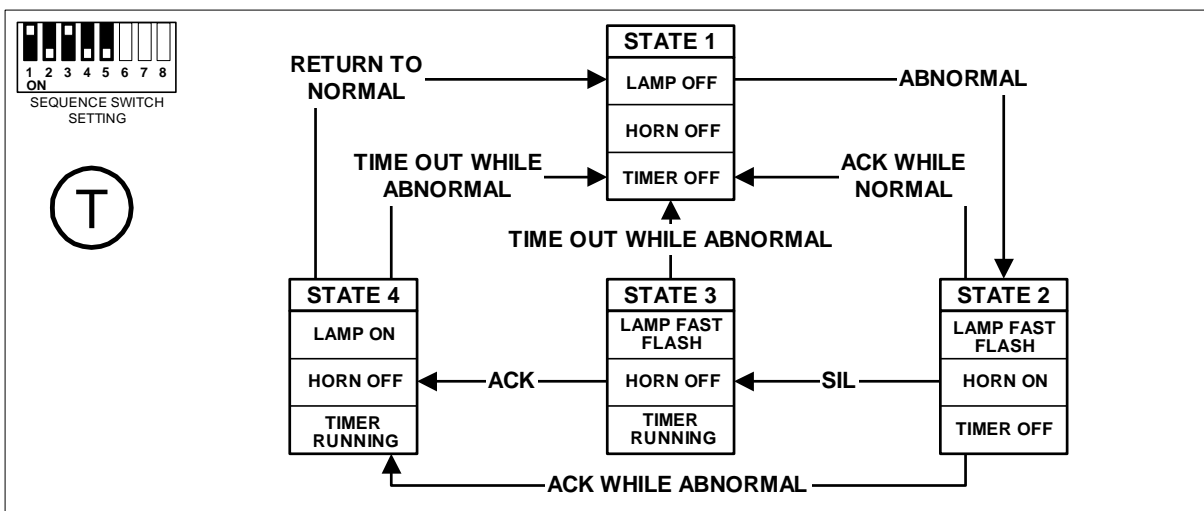 1 2 3 4 5 6 7 8
ON
SEQUENCE SWITCH
SETTING
T
STATE 1
LAMP OFF
HORN OFF
TIMER OFF
RETURN TO
NORMAL
ABNORMAL
TIME OUT WHILE
ABNORMAL
ACK WHILE
NORMAL
TIME OUT WHILE ABNORMAL
STATE 4
LAMP ON
HORN OFF
TIMER
RUNNING
ACK
STATE 3
LAMP FAST
FLASH
HORN OFF
TIMER
RUNNING
SIL
STATE 2
LAMP FAST
FLASH
HORN ON
TIMER OFF
ACK WHILE ABNORMAL